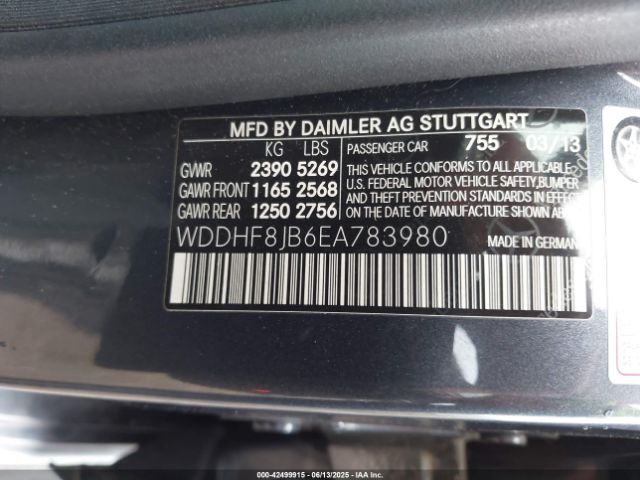 MFD BY DAIMLER AG STUTTGART
KG LBS
GVWR 2390 5269
GAWR FRONT 1165 2568
GAWR REAR 1250 2756
PASSENGER CAR 755 03/13
THIS VEHICLE CONFORMS TO ALL
U.S. FEDERAL MOTOR VEHICLE SAFETY,BUMPER
AND THEFT PREVENTION STANDARDS IN EFFECT
ON THE DATE OF MANUFACTURE SHOWN ABOVE.
WDDHF8JB6EA783980
MADE IN GERMANY
000-42499915 - 06/13/2025 - IAA Inc.